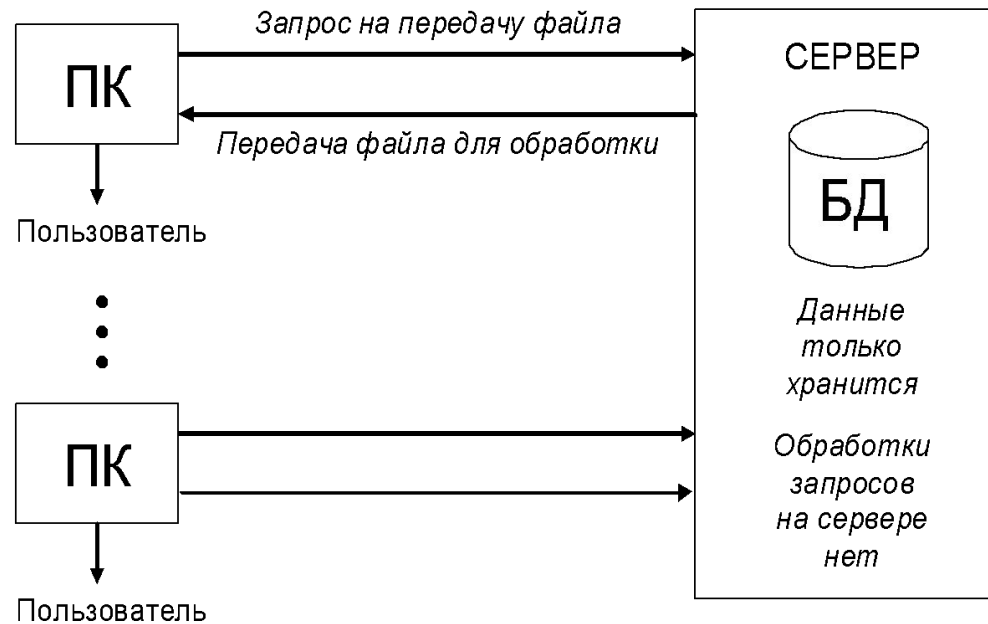 Запрос на передачу файла
ПК
Передача файла для обработки
Пользователь
СЕРВЕР
БД
Данные
только
хранится
Обработки
запросов
на сервере
нет
ПК
Пользователь